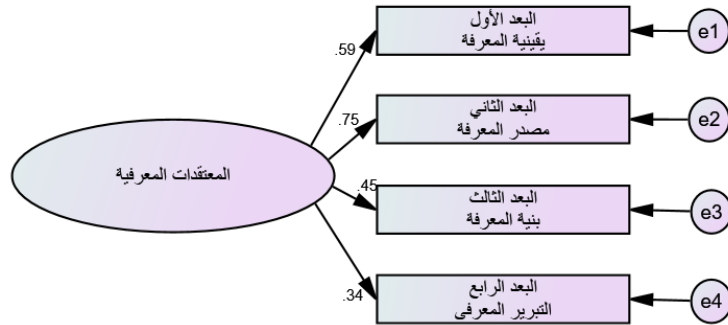 البعد الأول
يقينية المعرفة
e1
.59
البعد الثاني
مصدر المعرفة
e2
.75
المعتقدات المعرفية
.45
البعد الثالث
بنية المعرفة
e3
.34
البعد الرابع
التبرير المعرفى
e4